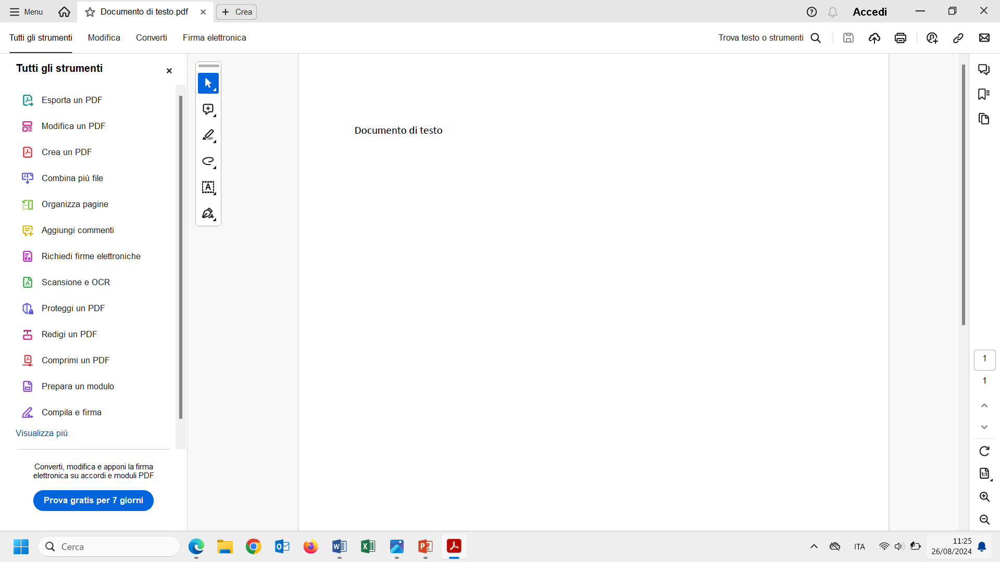 Menu
Documento di testo.pdf
Crea
Accedi
Tutti gli strumenti
Modifica
Converti
Firma elettronica
Trova testo o strumenti
Tutti gli strumenti
Esporta un PDF
Modifica un PDF
Crea un PDF
Combina più file
Organizza pagine
Aggiungi commenti
Richiedi firme elettroniche
Scansione e OCR
Proteggi un PDF
Redigi un PDF
Comprimi un PDF
Prepara un modulo
Compila e firma
Visualizza più
Converti, modifica e apponi la firma
elettronica su accordi e moduli PDF
Prova gratis per 7 giorni
Documento di testo
1
1
Cerca
ITA
11:25
26/08/2024